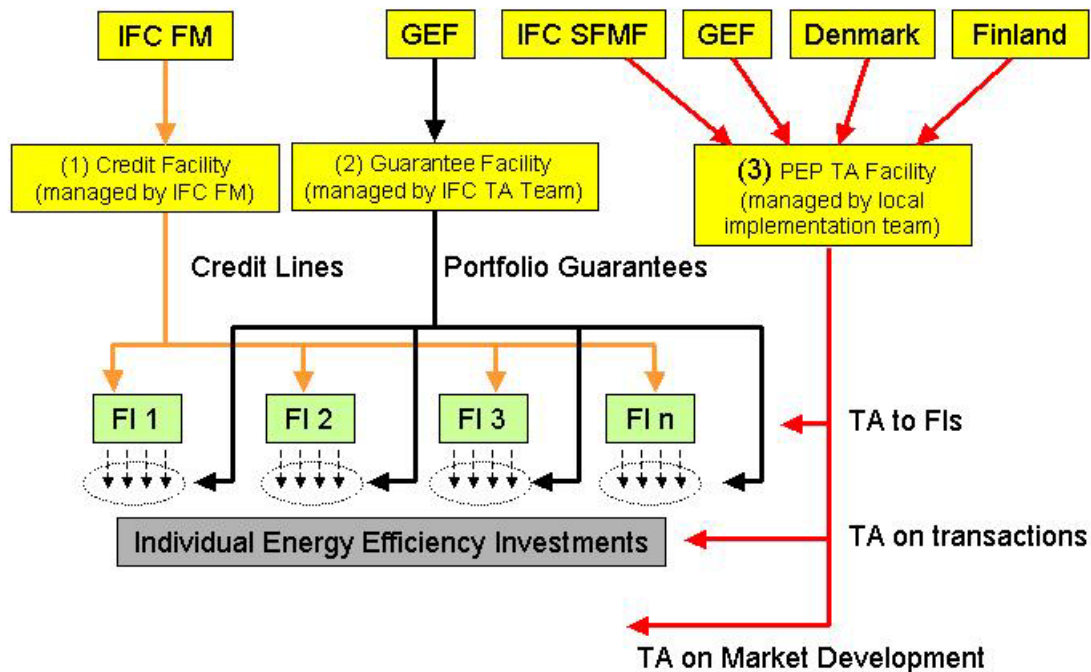 IFC FM
GEF
IFC SFMF
GEF
Denmark
Finland
(1) Credit Facility
(managed by IFC FM)
(2) Guarantee Facility
(managed by IFC TA Team)
(3) PEP TA Facility
(managed by local
implementation team)
Credit Lines
Portfolio Guarantees
FI 1
FI 2
FI 3
FI n
TA to FIs
Individual Energy Efficiency Investments
TA on transactions
TA on Market Development